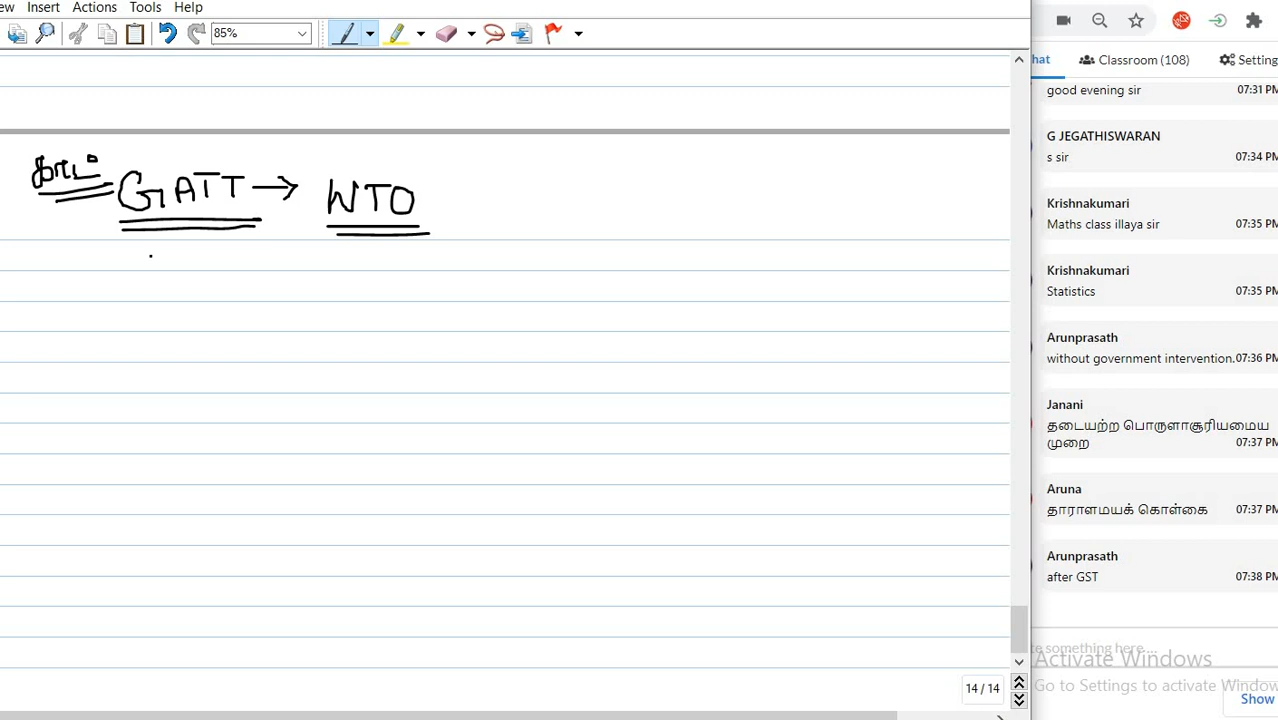 Insert Actions Tools Help
85%
காட் GATT → WTO
14 / 14
Classroom (108)
good evening sir
07:31 PM
G JEGATHISWARAN
s sir
07:34 PM
Krishnakumari
Maths class illaya sir
07:35 PM
Krishnakumari
Statistics
07:35 PM
Arunprasath
without government intervention.
07:36 PM
Janani
தடையற்ற பொருளாசூரியமைய
முறை
07:37 PM
Aruna
தாராளமயக் கொள்கை
07:37 PM
Arunprasath
after GST
07:38 PM
something here....
Activate Windows
Go to Settings to activate Window
Show